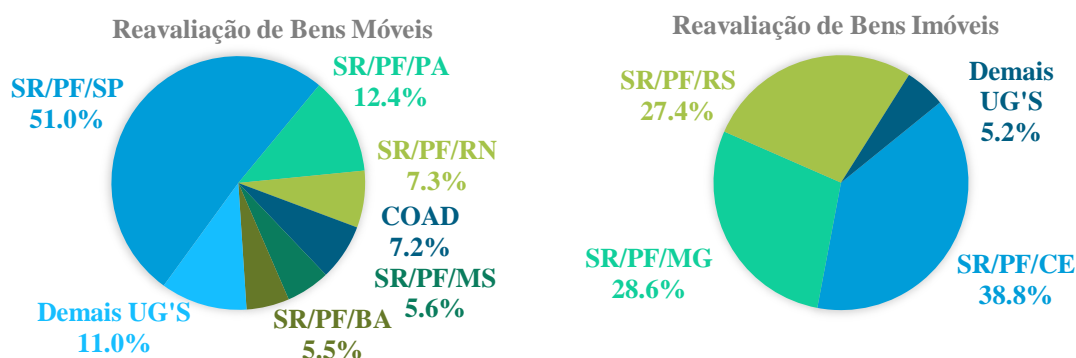 Reavaliação de Bens Móveis
SR/PF/SP
51.0%
SR/PF/PA
12.4%
SR/PF/RN
7.3%
COAD
7.2%
SR/PF/MS
5.6%
SR/PF/BA
5.5%
Demais UG'S
11.0%
Reavaliação de Bens Imóveis
SR/PF/RS
27.4%
Demais
UG'S
5.2%
SR/PF/MG
28.6%
SR/PF/CE
38.8%